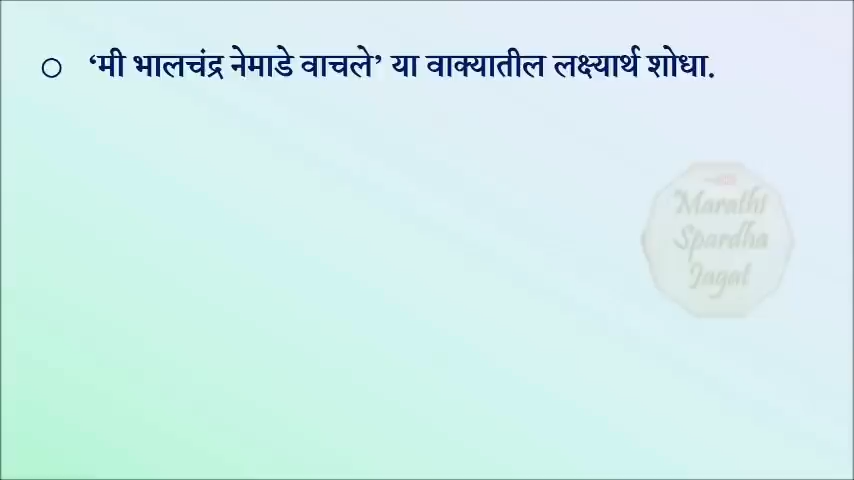 ‘मी भालचंद्र नेमाडे वाचले’ या वाक्यातील लक्ष्यार्थ शोधा.
Marathi
Spardha
Jagat